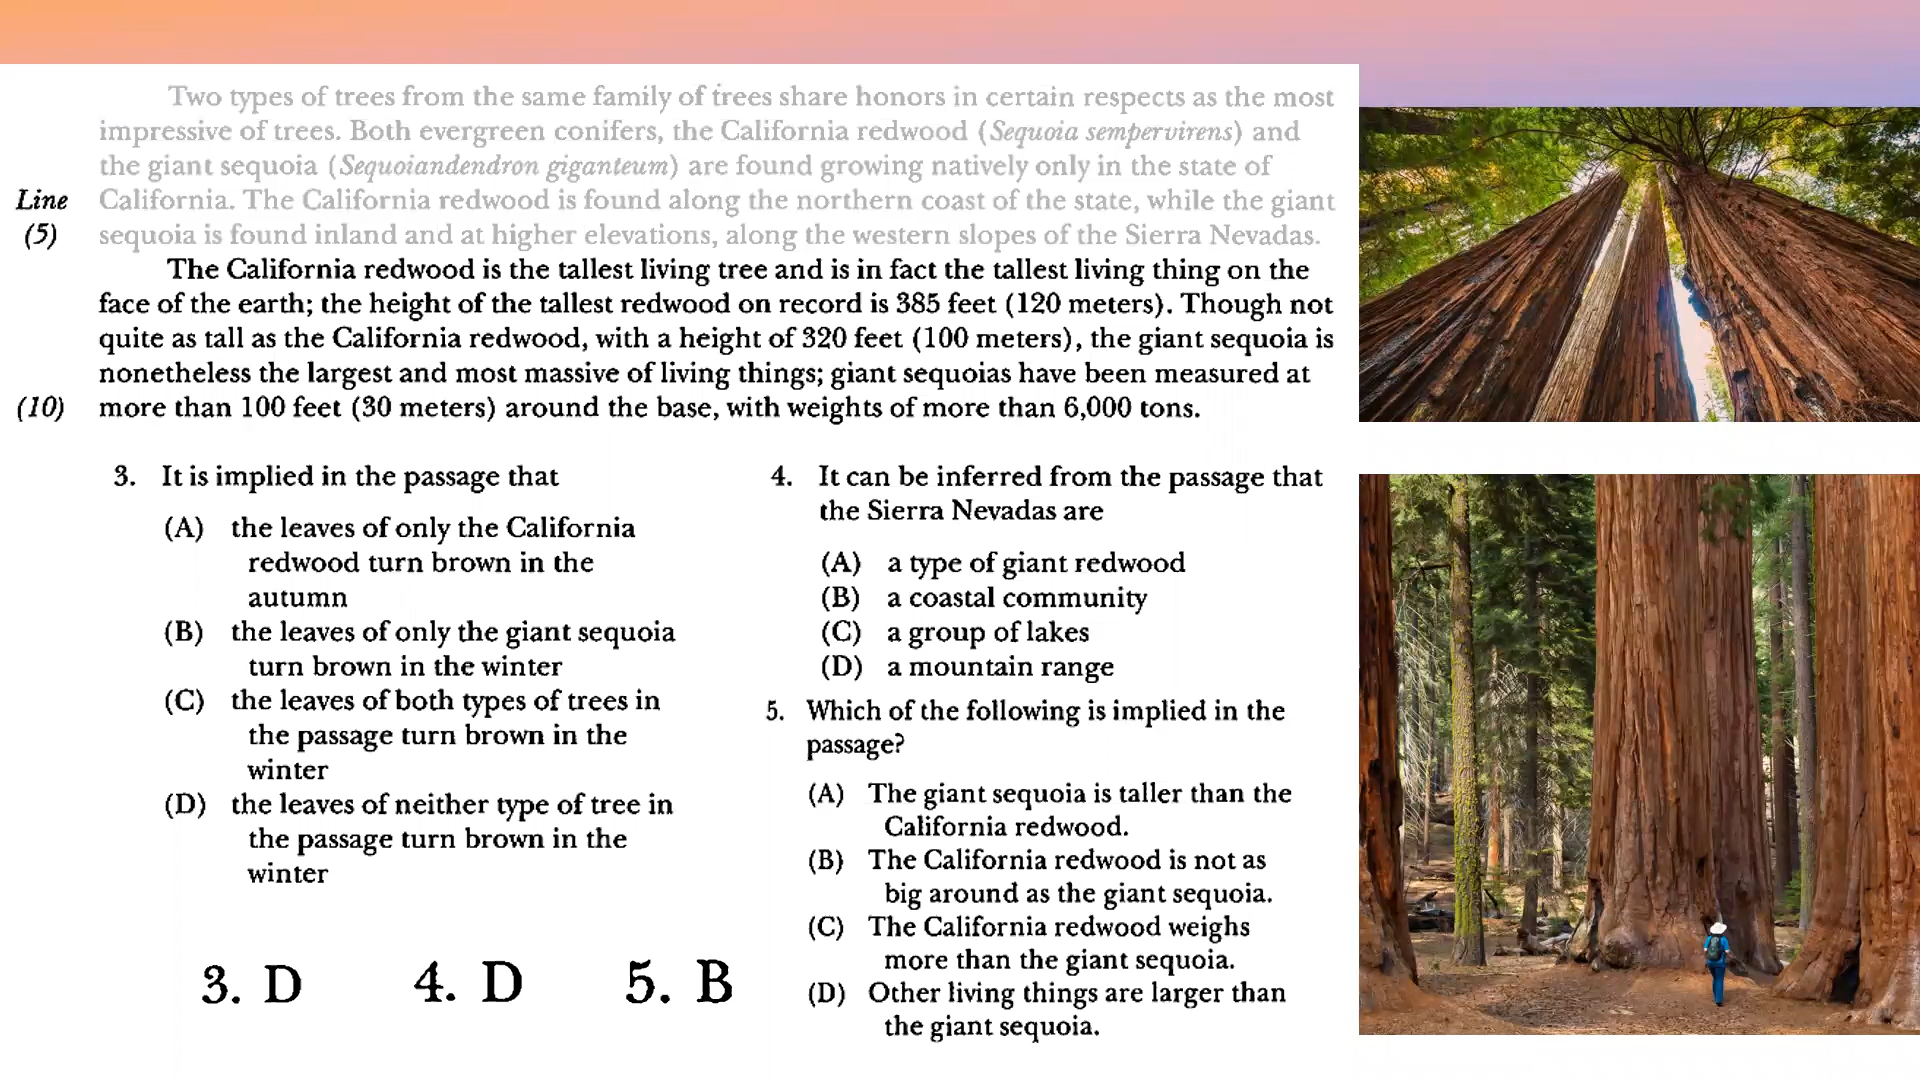 Two types of trees from the same family of trees share honors in certain respects as the most
impressive of trees. Both evergreen conifers, the California redwood (Sequoia sempervirens) and
the giant sequoia (Sequoiandendron giganteum) are found growing natively only in the state of
Line California. The California redwood is found along the northern coast of the state, while the giant
(5) sequoia is found inland and at higher elevations, along the western slopes of the Sierra Nevadas.
The California redwood is the tallest living tree and is in fact the tallest living thing on the
face of the earth; the height of the tallest redwood on record is 385 feet (120 meters). Though not
quite as tall as the California redwood, with a height of 320 feet (100 meters), the giant sequoia is
nonetheless the largest and most massive of living things; giant sequoias have been measured at
(10) more than 100 feet (30 meters) around the base, with weights of more than 6,000 tons.
3. It is implied in the passage that
(A) the leaves of only the California
redwood turn brown in the
autumn
(B) the leaves of only the giant sequoia
turn brown in the winter
(C) the leaves of both types of trees in
the passage turn brown in the
winter
(D) the leaves of neither type of tree in
the passage turn brown in the
winter
4. It can be inferred from the passage that
the Sierra Nevadas are
(A) a type of giant redwood
(B) a coastal community
(C) a group of lakes
(D) a mountain range
5. Which of the following is implied in the
passage?
(A) The giant sequoia is taller than the
California redwood.
(B) The California redwood is not as
big around as the giant sequoia.
(C) The California redwood weighs
more than the giant sequoia.
(D) Other living things are larger than
the giant sequoia.
3. D 4. D 5. B